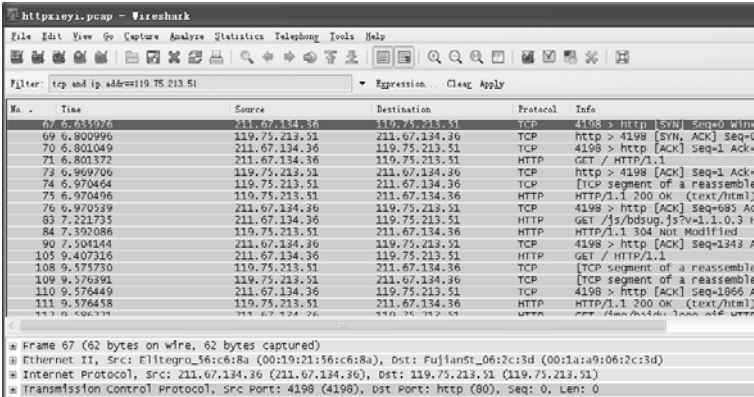 httpxieyi.pcap - Wireshark
File Edit View Go Capture Analyze Statistics Telephony Tools Help
Filter: tcp and ip.addr==119.75.213.51 Expression... Clear Apply
No. . Time Source Destination Protocol Info
67 6.635976 211.67.134.36 119.75.213.51 TCP 4198 > http [SYN] Seq=0 Win=
69 6.800996 119.75.213.51 211.67.134.36 TCP http > 4198 [SYN, ACK] Seq=0
70 6.801049 211.67.134.36 119.75.213.51 TCP 4198 > http [ACK] Seq=1 Ack=
71 6.801372 211.67.134.36 119.75.213.51 HTTP GET / HTTP/1.1
73 6.969706 119.75.213.51 211.67.134.36 TCP http > 4198 [ACK] Seq=1 Ack=
74 6.970464 119.75.213.51 211.67.134.36 TCP [TCP segment of a reassemble
75 6.970496 119.75.213.51 211.67.134.36 HTTP HTTP/1.1 200 OK (text/html)
76 6.970539 211.67.134.36 119.75.213.51 TCP 4198 > http [ACK] Seq=685 Ac
83 7.221735 211.67.134.36 119.75.213.51 HTTP GET /js/bdsug.js?v=1.1.0.3 H
84 7.392086 119.75.213.51 211.67.134.36 HTTP HTTP/1.1 304 Not Modified
90 7.504144 211.67.134.36 119.75.213.51 TCP 4198 > http [ACK] Seq=1343 A
105 9.407316 211.67.134.36 119.75.213.51 HTTP GET / HTTP/1.1
108 9.575730 119.75.213.51 211.67.134.36 TCP [TCP segment of a reassemble
109 9.576391 119.75.213.51 211.67.134.36 TCP [TCP segment of a reassemble
110 9.576449 211.67.134.36 119.75.213.51 TCP 4198 > http [ACK] Seq=1866 A
111 9.576458 119.75.213.51 211.67.134.36 HTTP HTTP/1.1 200 OK (text/html)
112 9.586221 211.67.134.36 119.75.213.51 HTTP GET /img/baidu_logo.gif HTTP
Frame 67 (62 bytes on wire, 62 bytes captured)
Ethernet II, Src: Elitegro_56:c6:8a (00:19:21:56:c6:8a), Dst: FujianSt_06:2c:3d (00:1a:a9:06:2c:3d)
Internet Protocol, Src: 211.67.134.36 (211.67.134.36), Dst: 119.75.213.51 (119.75.213.51)
Transmission Control Protocol, Src Port: 4198 (4198), Dst Port: http (80), Seq: 0, Len: 0